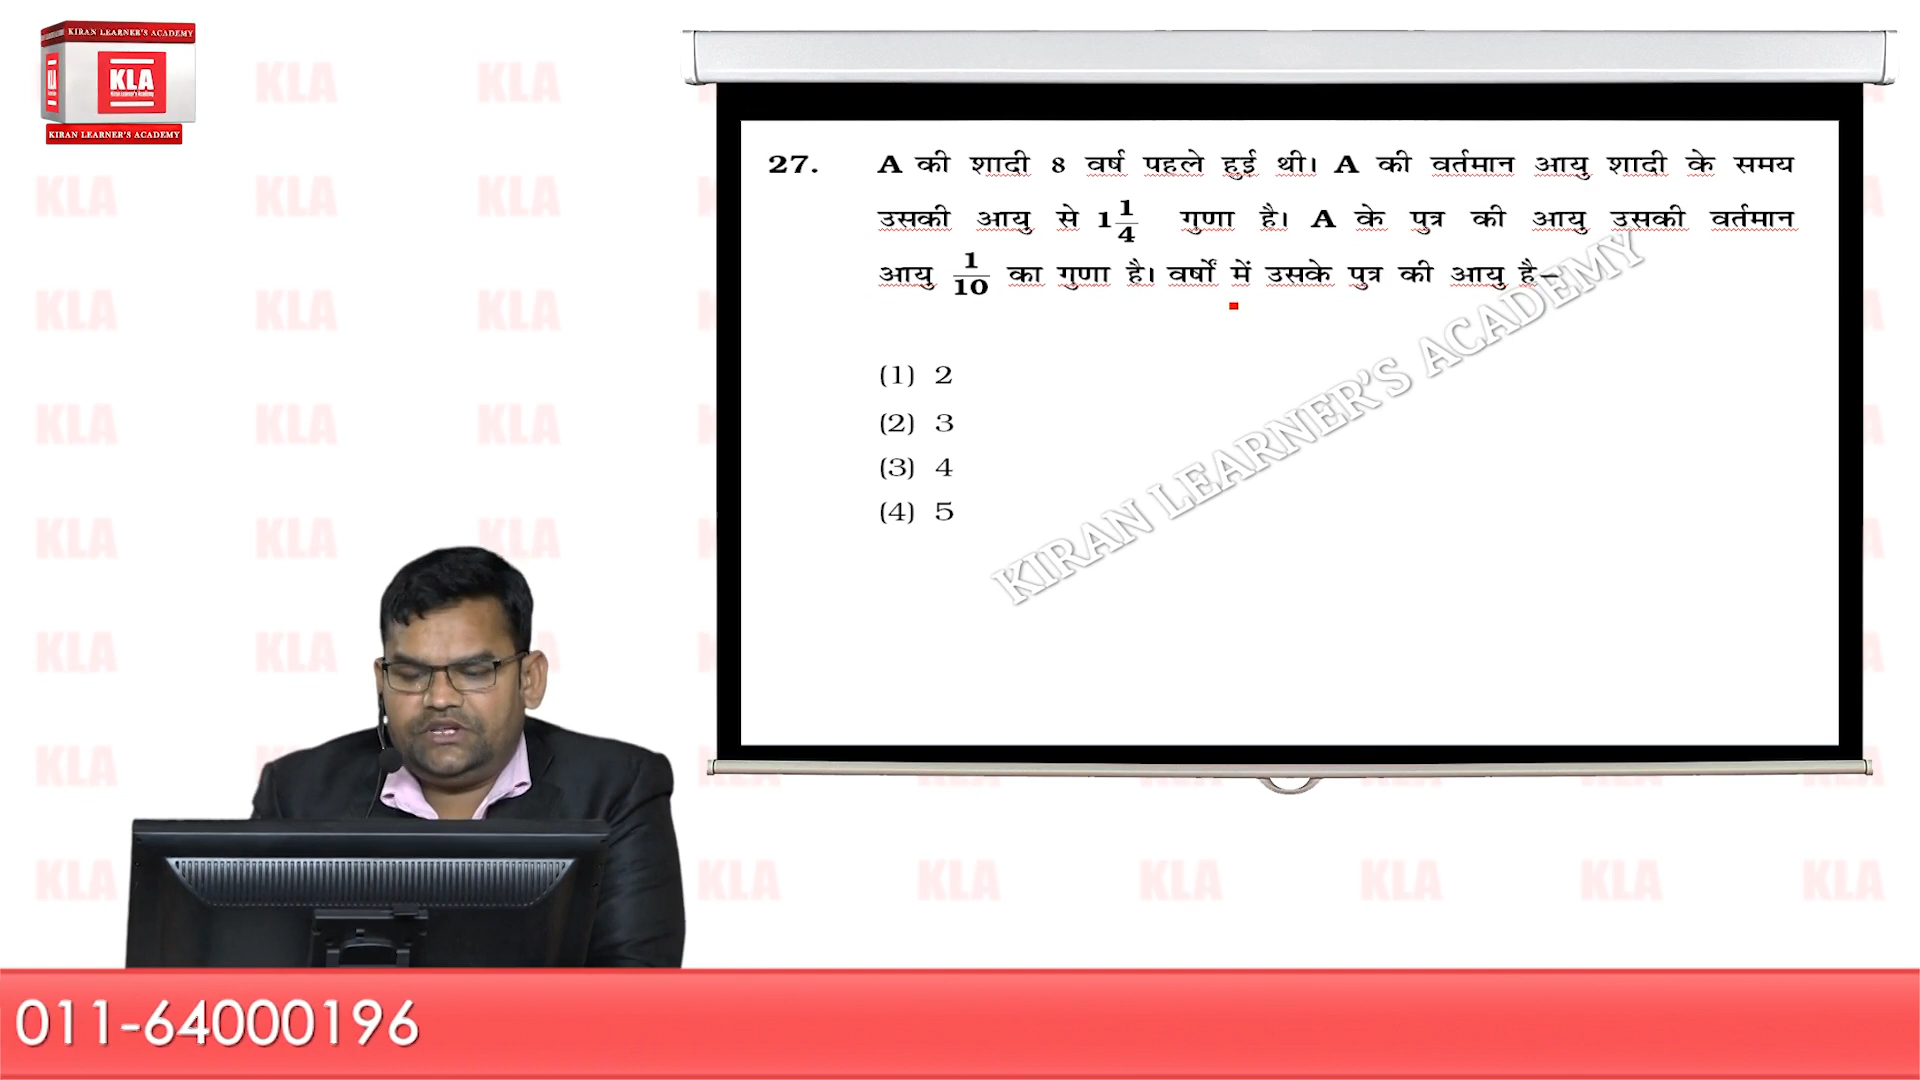 KIRAN LEARNER'S ACADEMY
KLA
KIRAN LEARNER'S ACADEMY
27. A की शादी 8 वर्ष पहले हुई थी। A की वर्तमान आयु शादी के समय
उसकी आयु से 1 1/4 गुणा है। A के पुत्र की आयु उसकी वर्तमान
आयु 1/10 का गुणा है। वर्षों में उसके पुत्र की आयु है–
(1) 2
(2) 3
(3) 4
(4) 5
KIRAN LEARNER'S ACADEMY
011-64000196